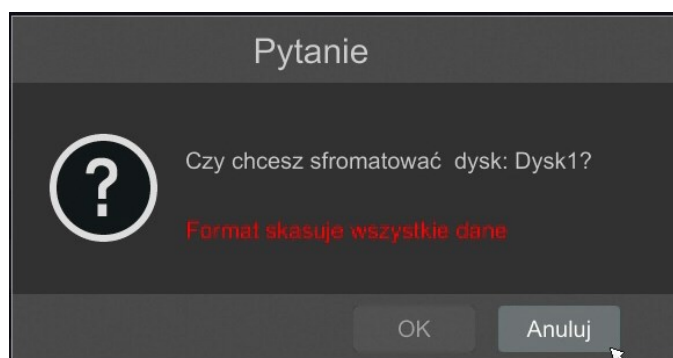 Pytanie
Czy chcesz sfromatować dysk: Dysk1?
Format skasuje wszystkie dane
OK
Anuluj